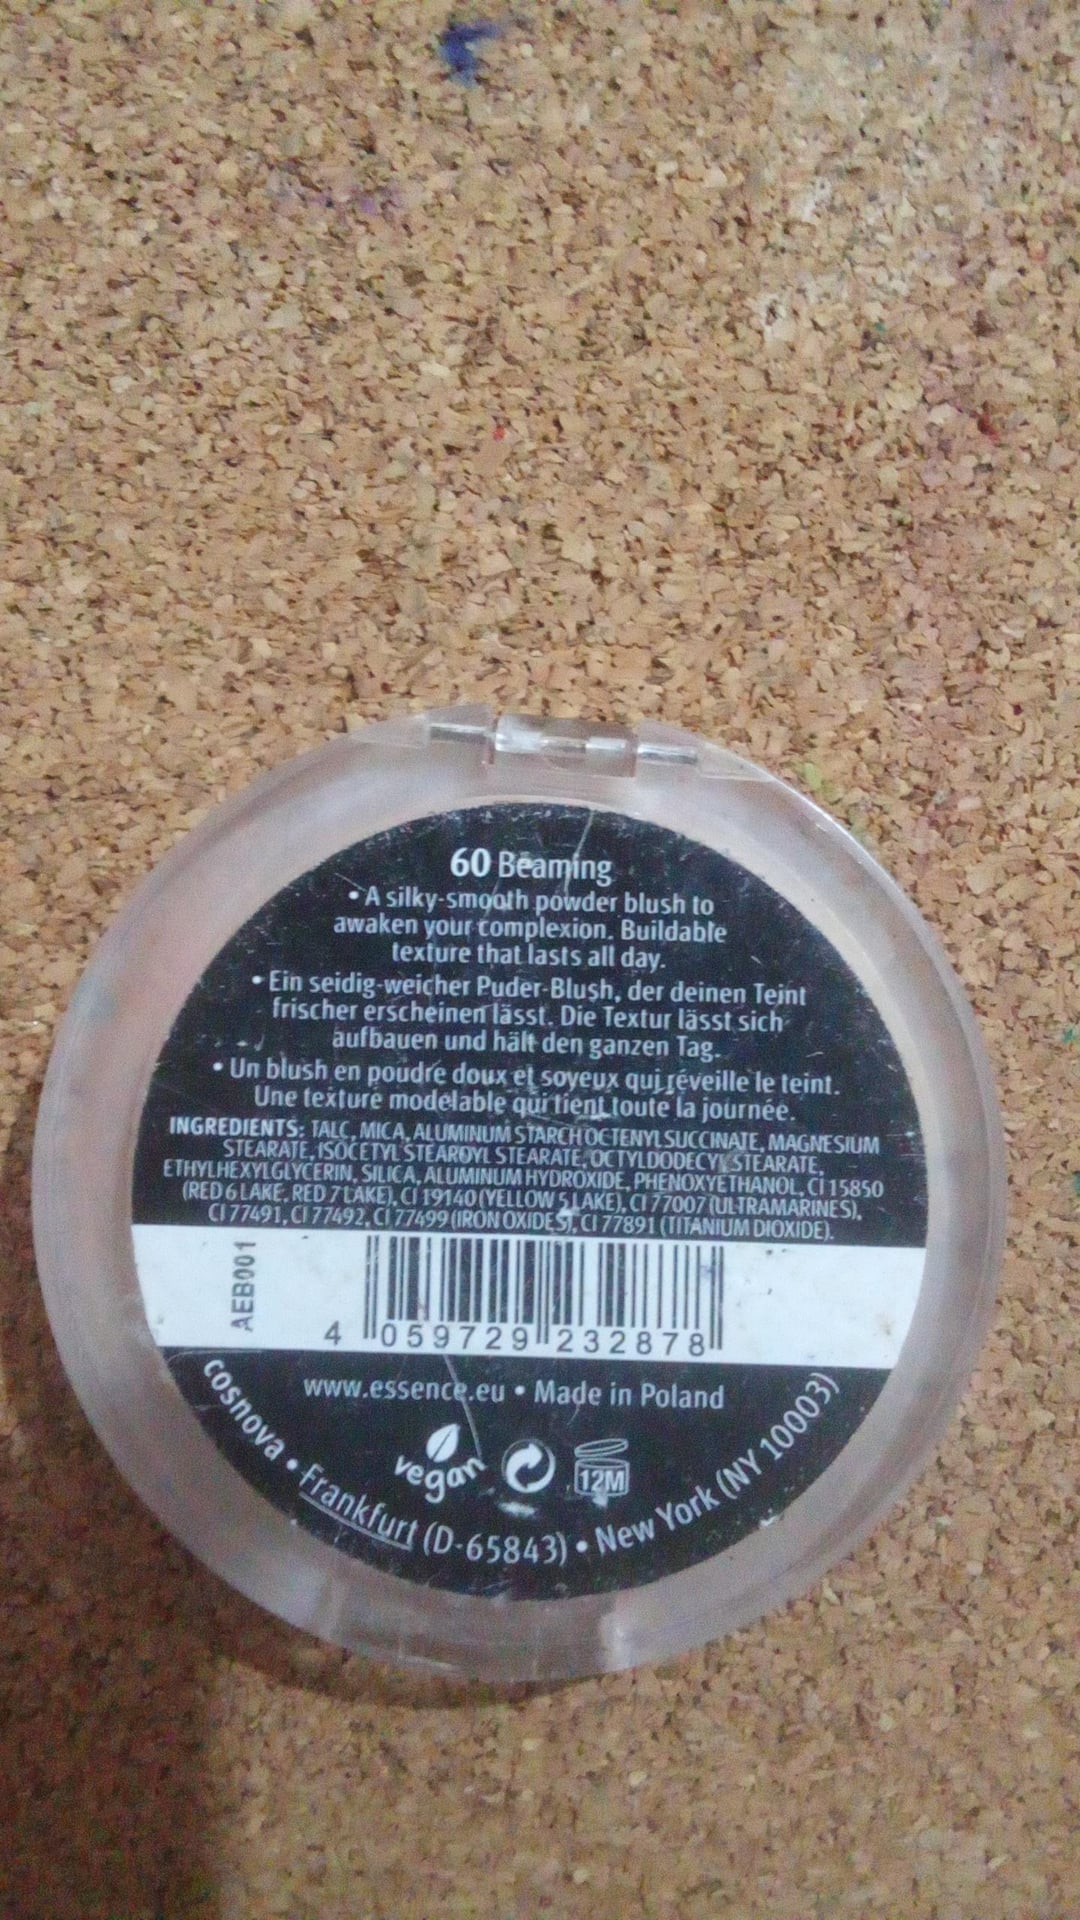 60 Beaming
• A silky-smooth powder blush to
awaken your complexion. Buildable
texture that lasts all day.
• Ein seidig-weicher Puder-Blush, der deinen Teint
frischer erscheinen lässt. Die Textur lässt sich
aufbauen und hält den ganzen Tag.
• Un blush en poudre doux et soyeux qui réveille le teint.
Une texture modelable qui tient toute la journée.
INGREDIENTS: TALC, MICA, ALUMINUM STARCH OCTENYLSUCCINATE, MAGNESIUM
STEARATE, ISOCETYL STEAROYL STEARATE, OCTYLDODECYL STEARATE,
ETHYLHEXYLGLYCERIN, SILICA, ALUMINUM HYDROXIDE, PHENOXYETHANOL, CI 15850
(RED 6 LAKE, RED 7 LAKE), CI 19140 (YELLOW 5 LAKE), CI 77007 (ULTRAMARINES),
CI 77491, CI 77492, CI 77499 (IRON OXIDES), CI 77891 (TITANIUM DIOXIDE).
AEB001
4 059729 232878
www.essence.eu • Made in Poland
vegan
12M
cosnova • Frankfurt (D-65843) • New York (NY 10003)